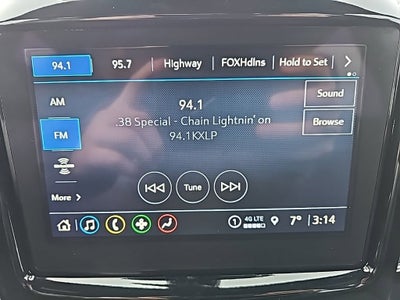 94.1 95.7 Highway FOXHdlns Hold to Set
AM
94.1
Sound
.38 Special - Chain Lightnin' on
94.1KXLP
Browse
FM
Tune
More
1 4G LTE 7° 3:14